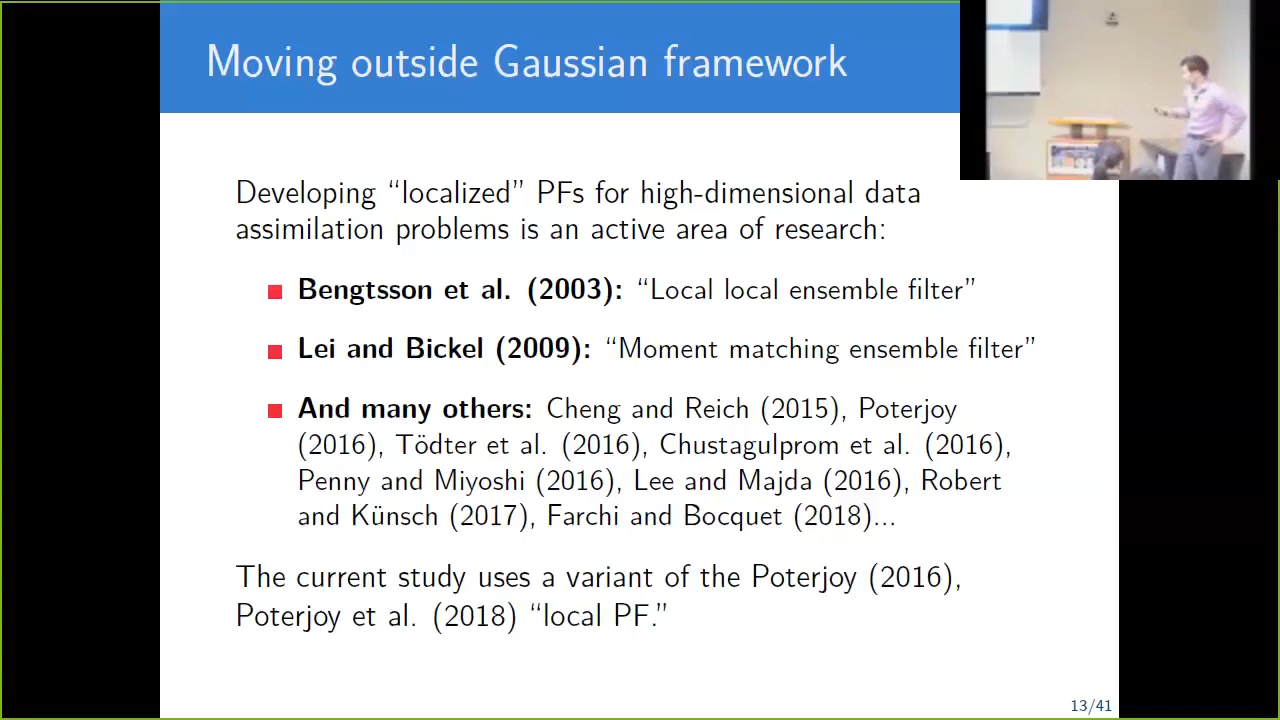 Moving outside Gaussian framework
Developing “localized” PFs for high-dimensional data
assimilation problems is an active area of research:
Bengtsson et al. (2003): “Local local ensemble filter”
Lei and Bickel (2009): “Moment matching ensemble filter”
And many others: Cheng and Reich (2015), Poterjoy
(2016), Tödter et al. (2016), Chustagulprom et al. (2016),
Penny and Miyoshi (2016), Lee and Majda (2016), Robert
and Künsch (2017), Farchi and Bocquet (2018)...
The current study uses a variant of the Poterjoy (2016),
Poterjoy et al. (2018) “local PF.”
13/41